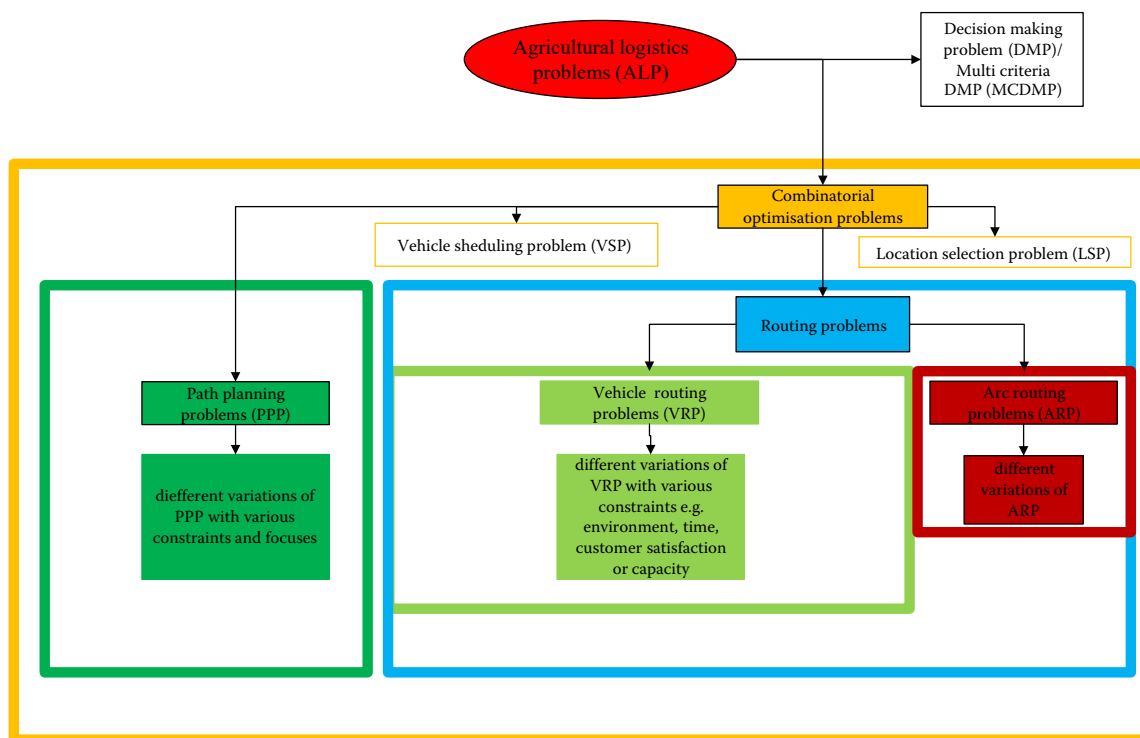 Agricultural logistics
problems (ALP)
Decision making
problem (DMP)/
Multi criteria
DMP (MCDMP)
Combinatorial
optimisation problems
Vehicle sheduling problem (VSP)
Location selection problem (LSP)
Routing problems
Path planning
problems (PPP)
Vehicle routing
problems (VRP)
Arc routing
problems (ARP)
diefferent variations of
PPP with various
constraints and focuses
different variations of
VRP with various
constraints e.g.
environment, time,
customer satisfaction
or capacity
different
variations of
ARP